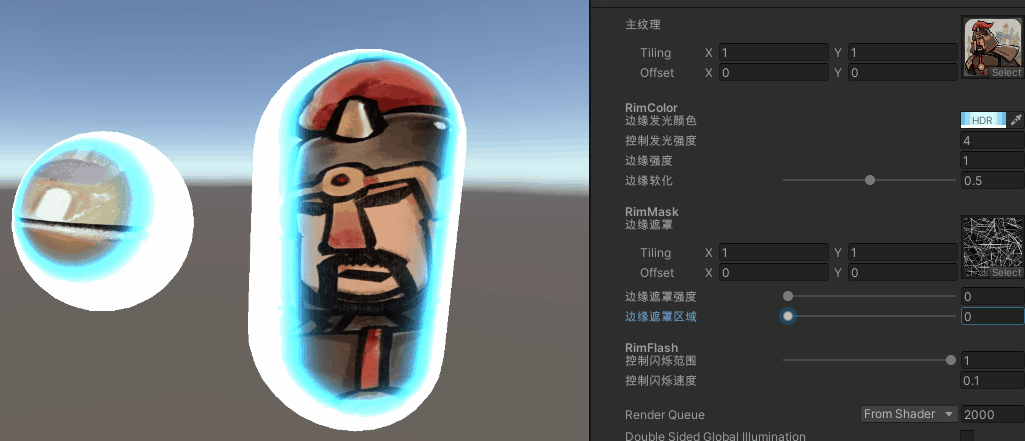 主纹理
Tiling X 1 Y 1
Offset X 0 Y 0
Select
RimColor
边缘发光颜色 HDR
控制发光强度 4
边缘强度 1
边缘软化 0.5
RimMask
边缘遮罩
Tiling X 1 Y 1
Offset X 0 Y 0
Select
边缘遮罩强度 0
边缘遮罩区域 0
RimFlash
控制闪烁范围 1
控制闪烁速度 0.1
Render Queue From Shader 2000
Double Sided Global Illumination